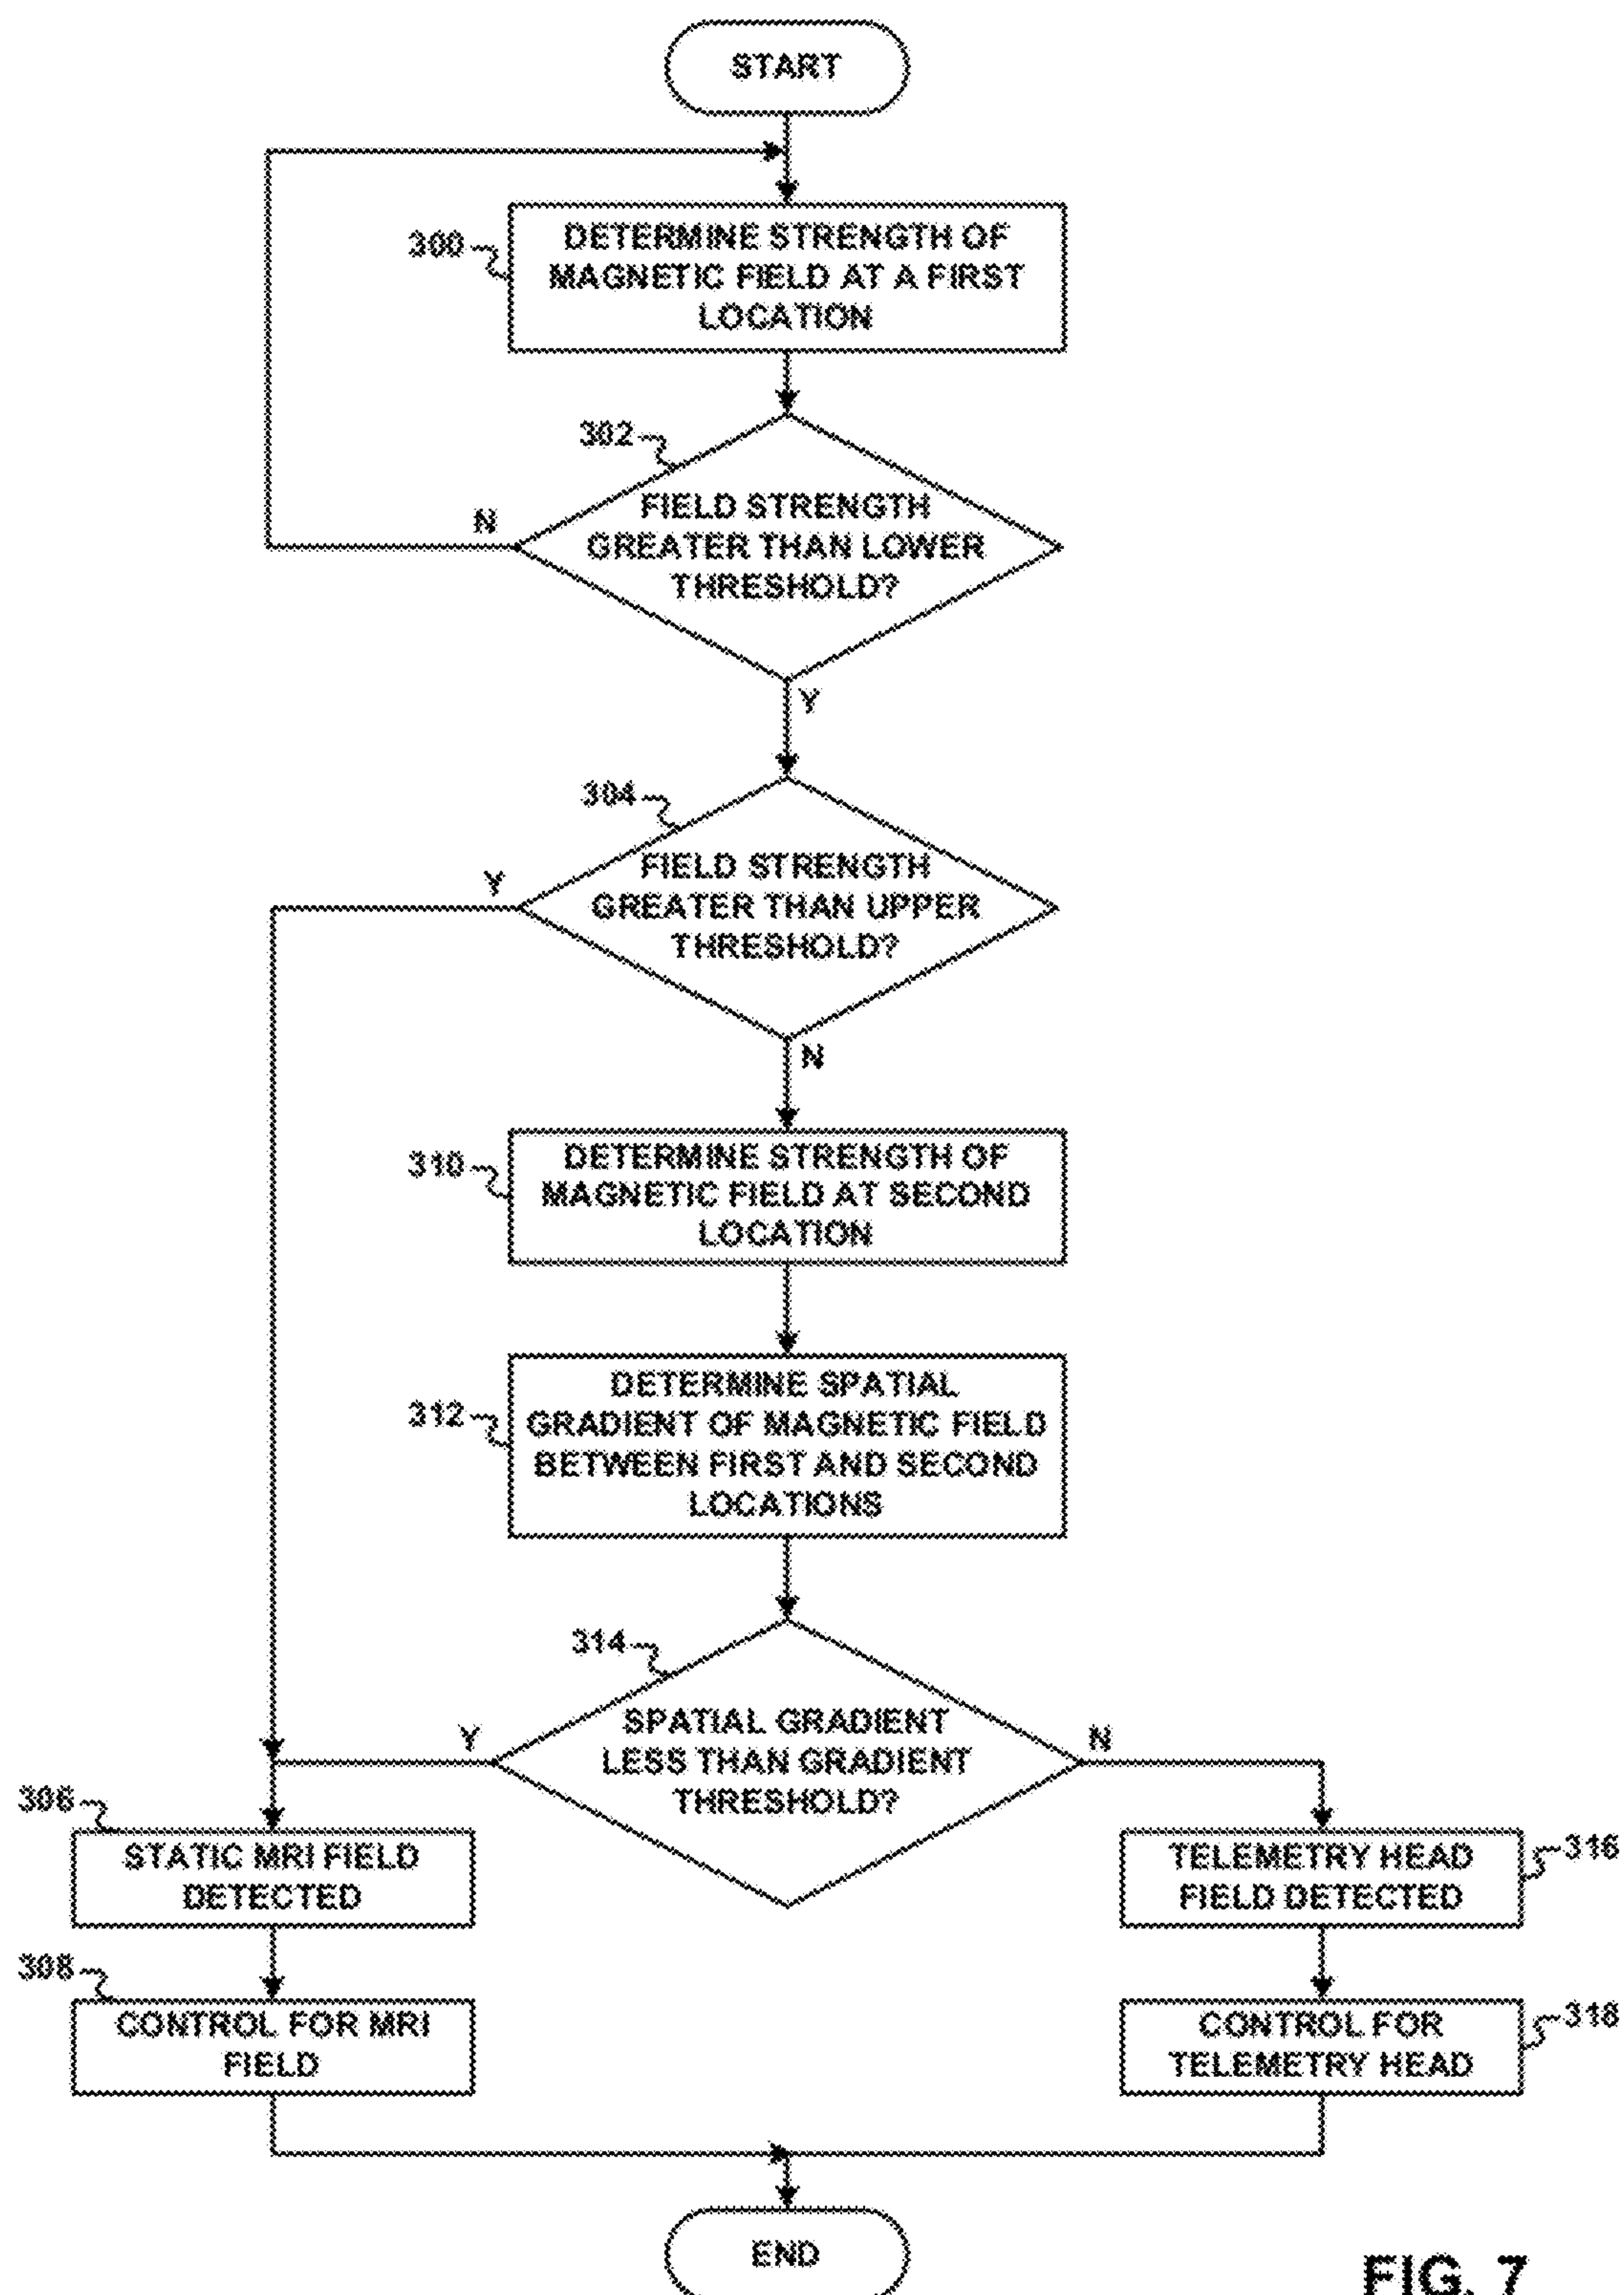 START
300
DETERMINE STRENGTH OF
MAGNETIC FIELD AT A FIRST
LOCATION
302
N
FIELD STRENGTH
GREATER THAN LOWER
THRESHOLD?
Y
304
Y
FIELD STRENGTH
GREATER THAN UPPER
THRESHOLD?
N
310
DETERMINE STRENGTH OF
MAGNETIC FIELD AT SECOND
LOCATION
312
DETERMINE SPATIAL
GRADIENT OF MAGNETIC FIELD
BETWEEN FIRST AND SECOND
LOCATIONS
314
Y
SPATIAL GRADIENT
LESS THAN GRADIENT
THRESHOLD?
N
306
STATIC MRI FIELD
DETECTED
TELEMETRY HEAD
FIELD DETECTED
316
308
CONTROL FOR MRI
FIELD
CONTROL FOR
TELEMETRY HEAD
318
END
FIG. 7